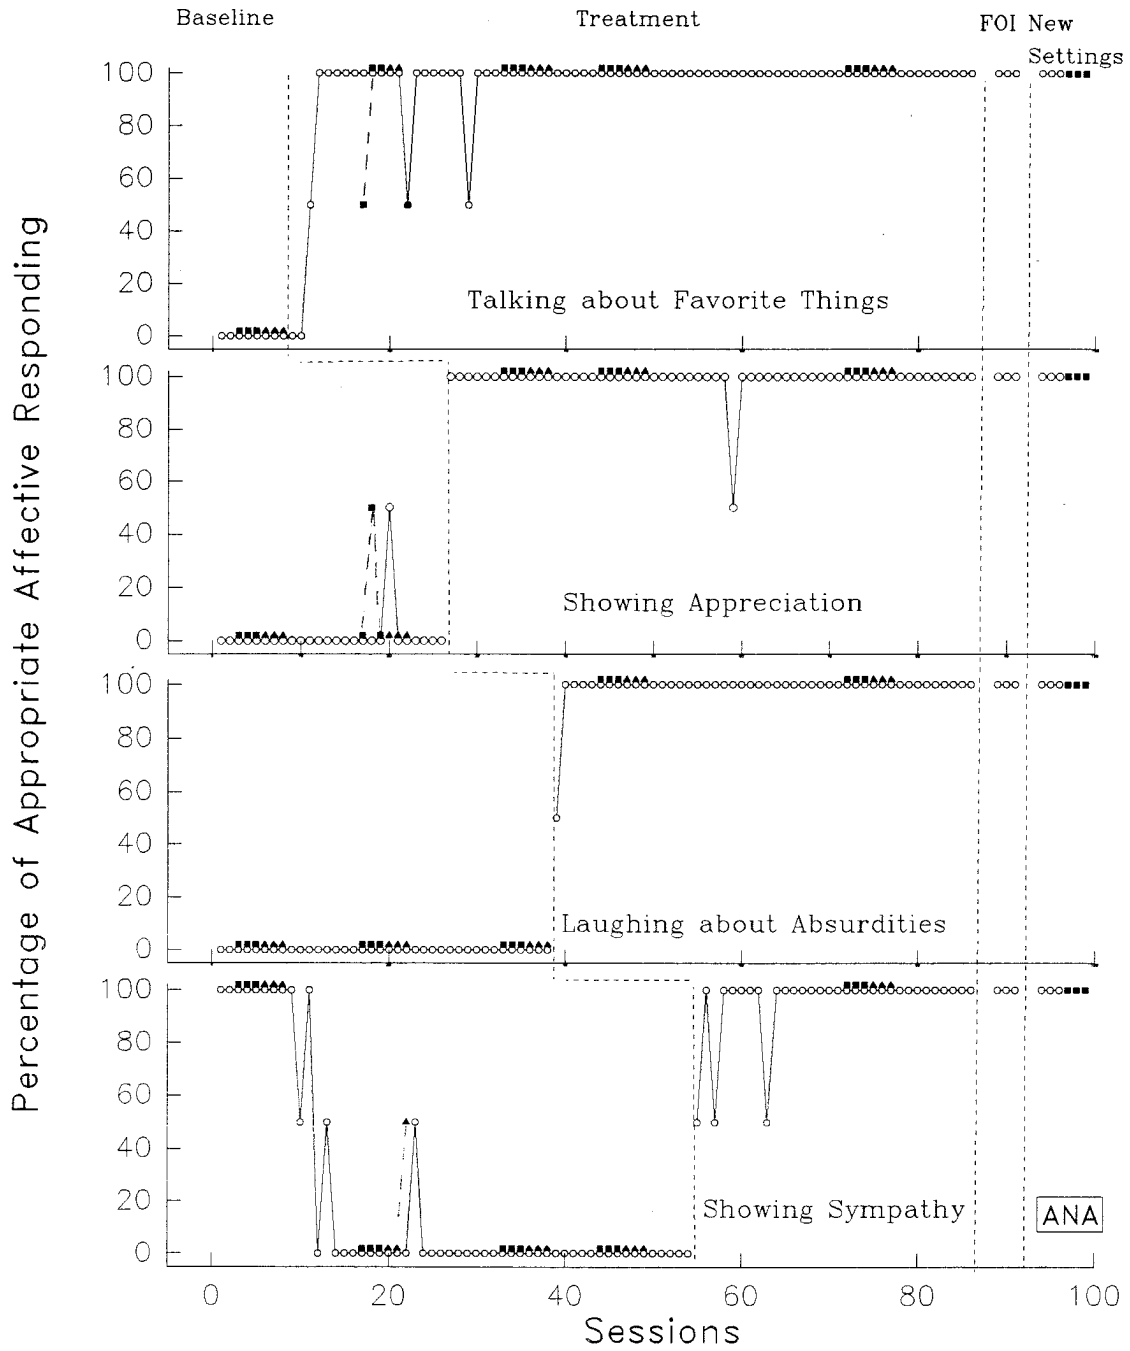 Baseline Treatment FOI New
Settings
Percentage of Appropriate Affective Responding
100
80
60
40
20
0
Talking about Favorite Things
100
80
60
40
20
0
Showing Appreciation
100
80
60
40
20
0
Laughing about Absurdities
100
80
60
40
20
0
Showing Sympathy
ANA
0 20 40 60 80 100
Sessions